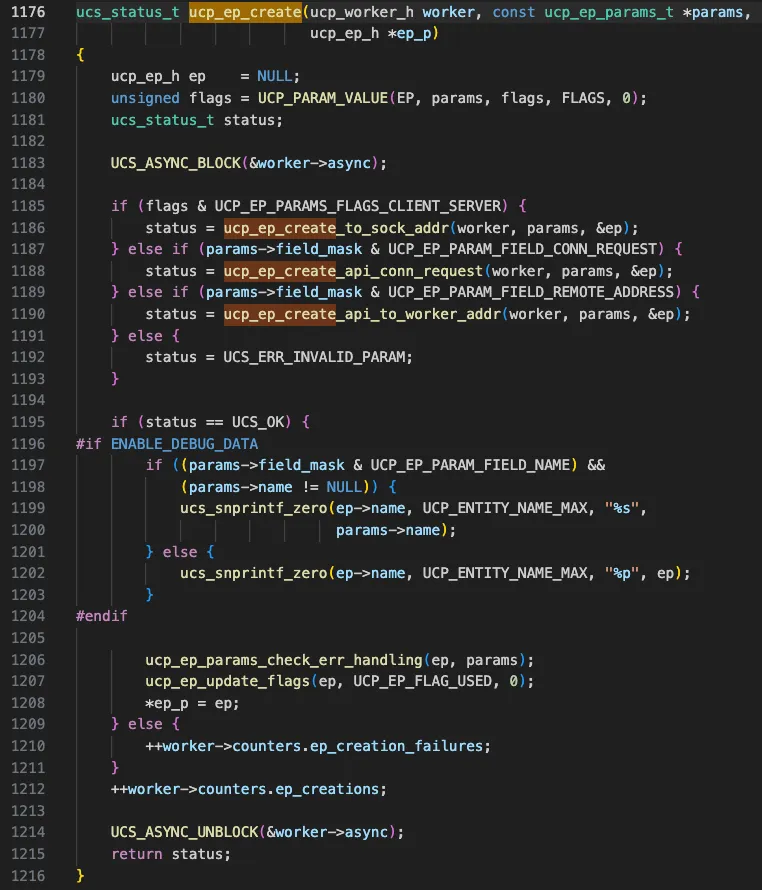 1176 ucs_status_t ucp_ep_create(ucp_worker_h worker, const ucp_ep_params_t *params,
1177                            ucp_ep_h *ep_p)
1178 {
1179     ucp_ep_h ep    = NULL;
1180     unsigned flags = UCP_PARAM_VALUE(EP, params, flags, FLAGS, 0);
1181     ucs_status_t status;
1182
1183     UCS_ASYNC_BLOCK(&worker->async);
1184
1185     if (flags & UCP_EP_PARAMS_FLAGS_CLIENT_SERVER) {
1186         status = ucp_ep_create_to_sock_addr(worker, params, &ep);
1187     } else if (params->field_mask & UCP_EP_PARAM_FIELD_CONN_REQUEST) {
1188         status = ucp_ep_create_api_conn_request(worker, params, &ep);
1189     } else if (params->field_mask & UCP_EP_PARAM_FIELD_REMOTE_ADDRESS) {
1190         status = ucp_ep_create_api_to_worker_addr(worker, params, &ep);
1191     } else {
1192         status = UCS_ERR_INVALID_PARAM;
1193     }
1194
1195     if (status == UCS_OK) {
1196 #if ENABLE_DEBUG_DATA
1197         if ((params->field_mask & UCP_EP_PARAM_FIELD_NAME) &&
1198             (params->name != NULL)) {
1199             ucs_snprintf_zero(ep->name, UCP_ENTITY_NAME_MAX, "%s",
1200                               params->name);
1201         } else {
1202             ucs_snprintf_zero(ep->name, UCP_ENTITY_NAME_MAX, "%p", ep);
1203         }
1204 #endif
1205
1206         ucp_ep_params_check_err_handling(ep, params);
1207         ucp_ep_update_flags(ep, UCP_EP_FLAG_USED, 0);
1208         *ep_p = ep;
1209     } else {
1210         ++worker->counters.ep_creation_failures;
1211     }
1212     ++worker->counters.ep_creations;
1213
1214     UCS_ASYNC_UNBLOCK(&worker->async);
1215     return status;
1216 }